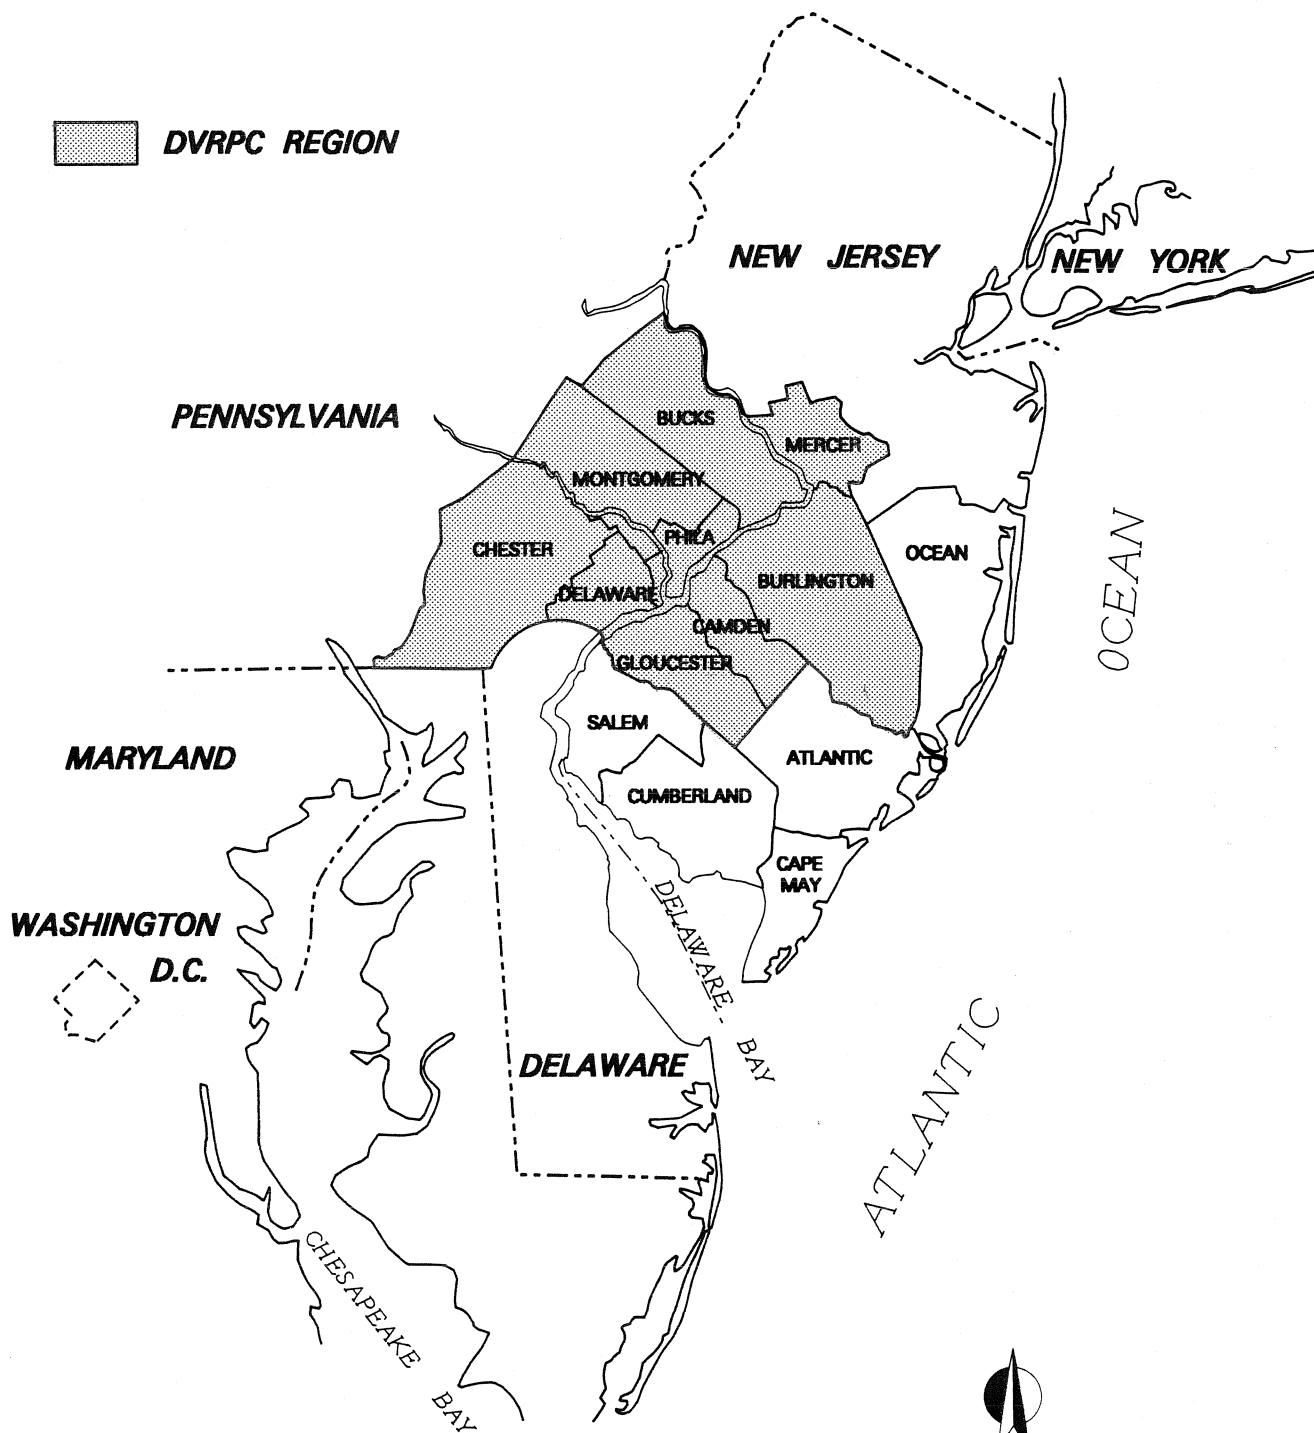 DVRPC REGION
NEW JERSEY
NEW YORK
PENNSYLVANIA
BUCKS
MERCER
MONTGOMERY
PHILA
CHESTER
OCEAN
DELAWARE
BURLINGTON
CAMDEN
GLOUCESTER
OCEAN
SALEM
MARYLAND
ATLANTIC
CUMBERLAND
CAPE
MAY
WASHINGTON
D.C.
DELAWARE BAY
DELAWARE
ATLANTIC
CHESAPEAKE BAY